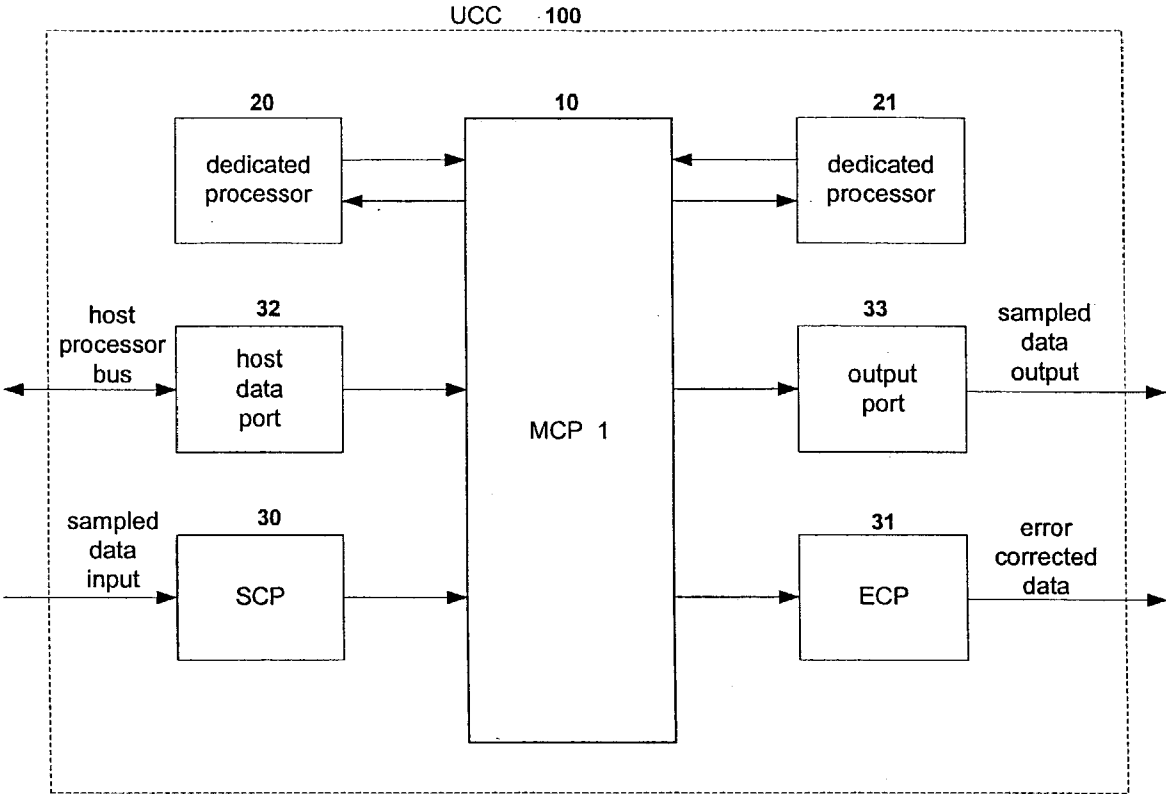 UCC 100
20
10
21
dedicated
processor
dedicated
processor
host
processor
bus
32
host
data
port
33
output
port
sampled
data
output
MCP 1
sampled
data
input
30
SCP
31
ECP
error
corrected
data